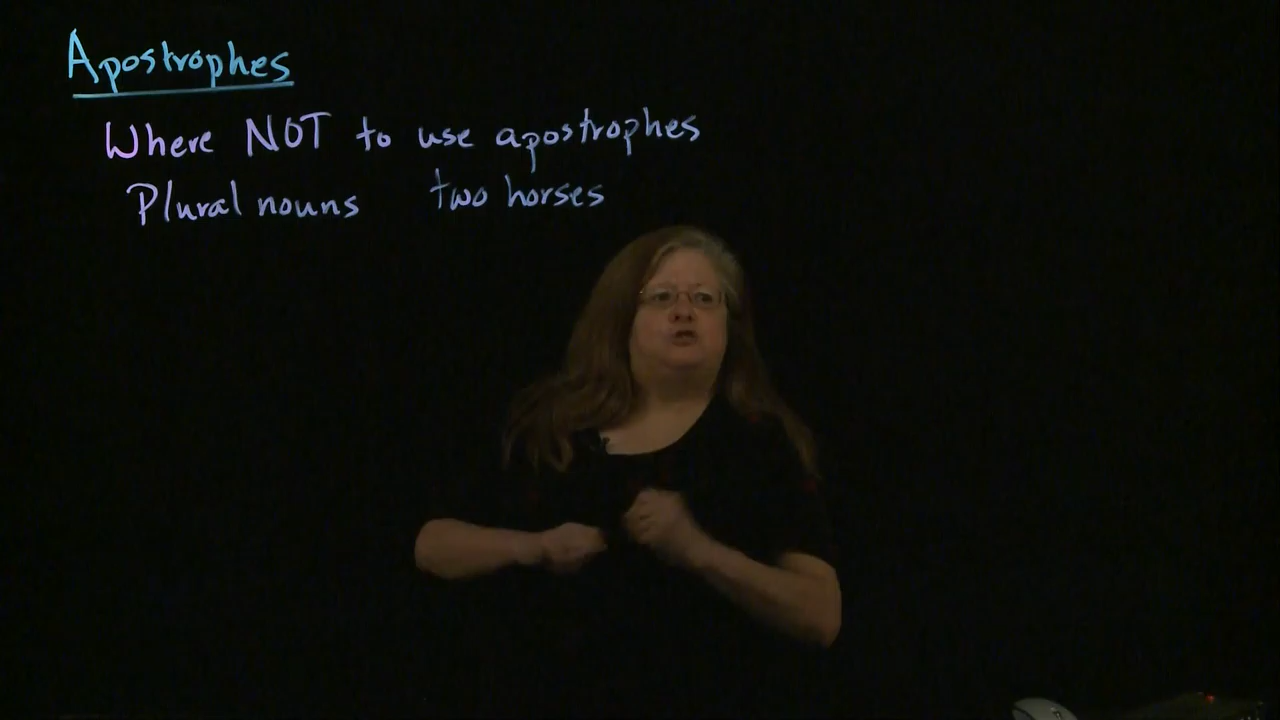 Apostrophes
Where NOT to use apostrophes
Plural nouns two horses